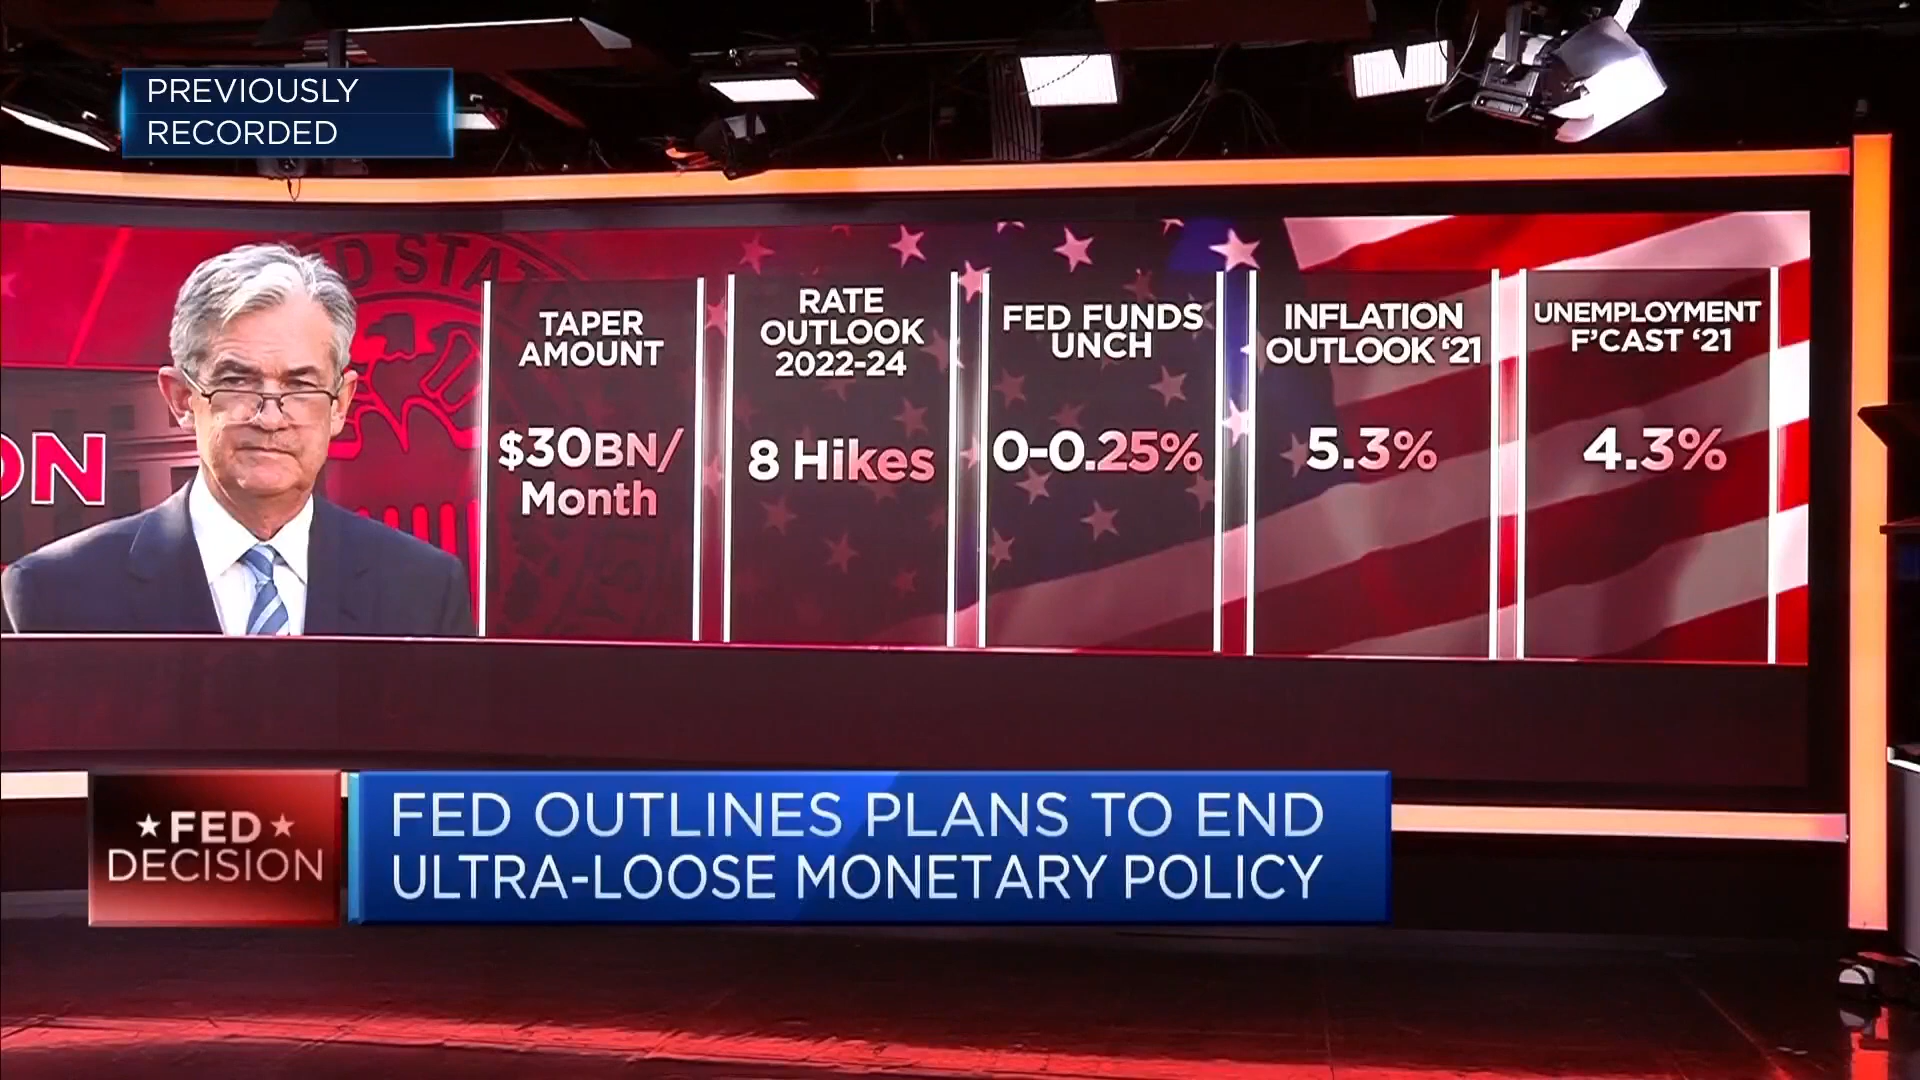 PREVIOUSLY
RECORDED
D STAT
ON
TAPER
AMOUNT
$30BN/
Month
RATE
OUTLOOK
2022-24
8 Hikes
FED FUNDS
UNCH
0-0.25%
INFLATION
OUTLOOK ‘21
5.3%
UNEMPLOYMENT
F’CAST ‘21
4.3%
FED
DECISION
FED OUTLINES PLANS TO END
ULTRA-LOOSE MONETARY POLICY